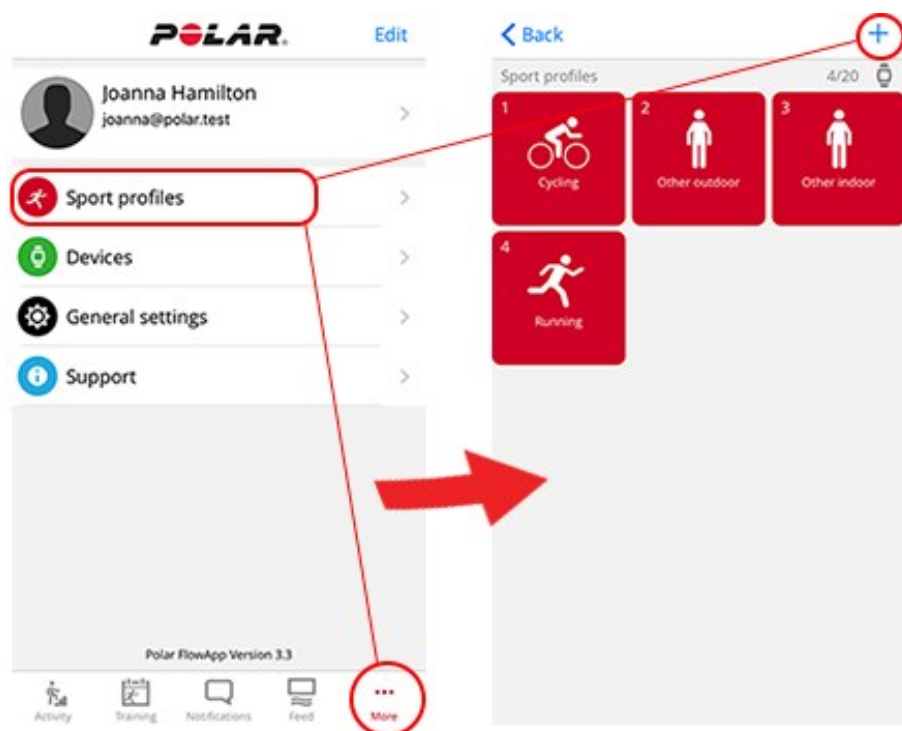 POLAR.
Edit
Joanna Hamilton
joanna@polar.test
Sport profiles
Devices
General settings
Support
Polar FlowApp Version 3.3
Activity
Training
Notifications
Feed
More
Back
+
Sport profiles
4/20
1
Cycling
2
Other outdoor
3
Other indoor
4
Running